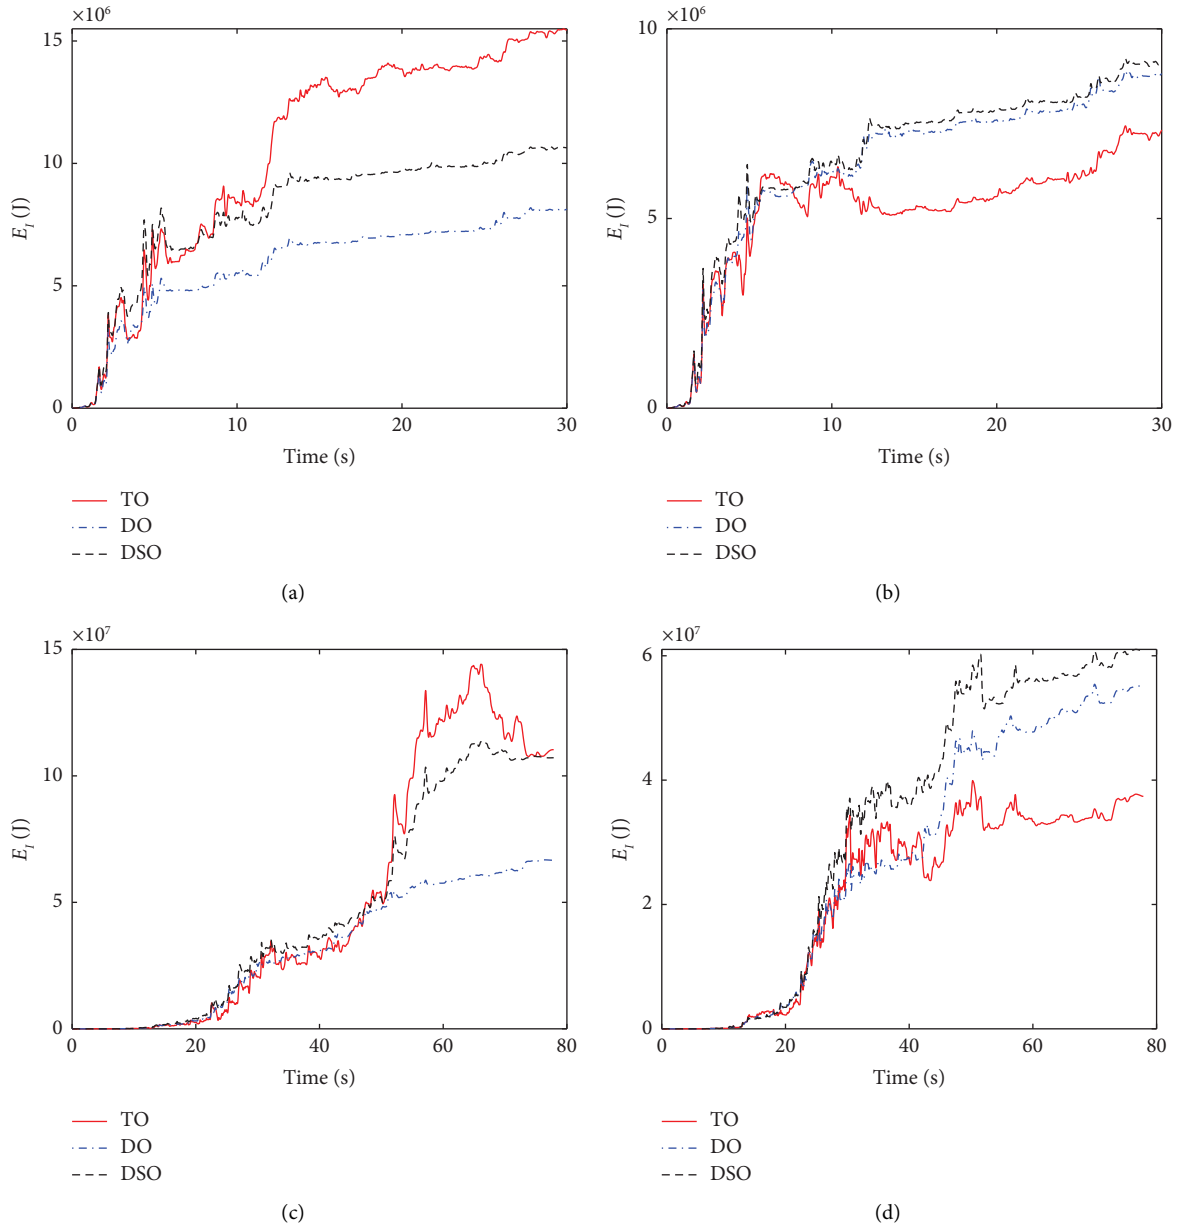 ×10⁶
15
10
5
0
E_I (J)
0 10 20 30
Time (s)
TO
DO
DSO
(a)
×10⁶
10
5
0
E_I (J)
0 10 20 30
Time (s)
TO
DO
DSO
(b)
×10⁷
15
10
5
0
E_I (J)
0 20 40 60 80
Time (s)
TO
DO
DSO
(c)
×10⁷
6
4
2
0
E_I (J)
0 20 40 60 80
Time (s)
TO
DO
DSO
(d)